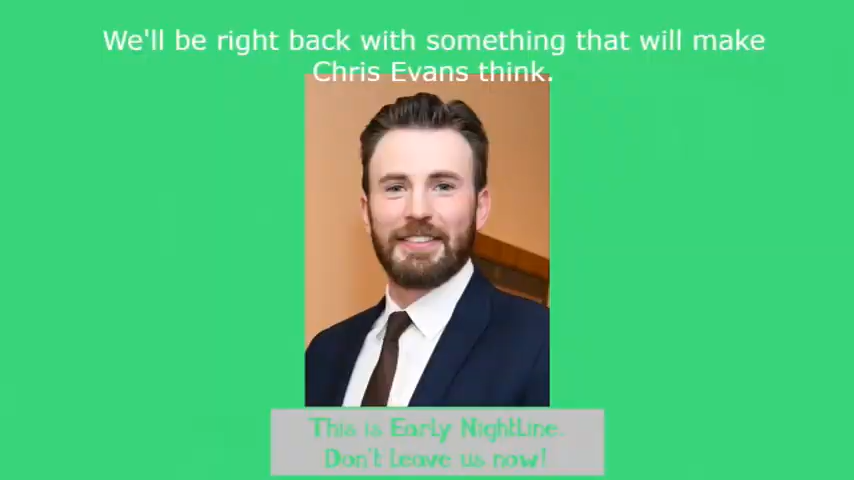 We'll be right back with something that will make
Chris Evans think.
This is Early NightLine.
Don't Leave us now!